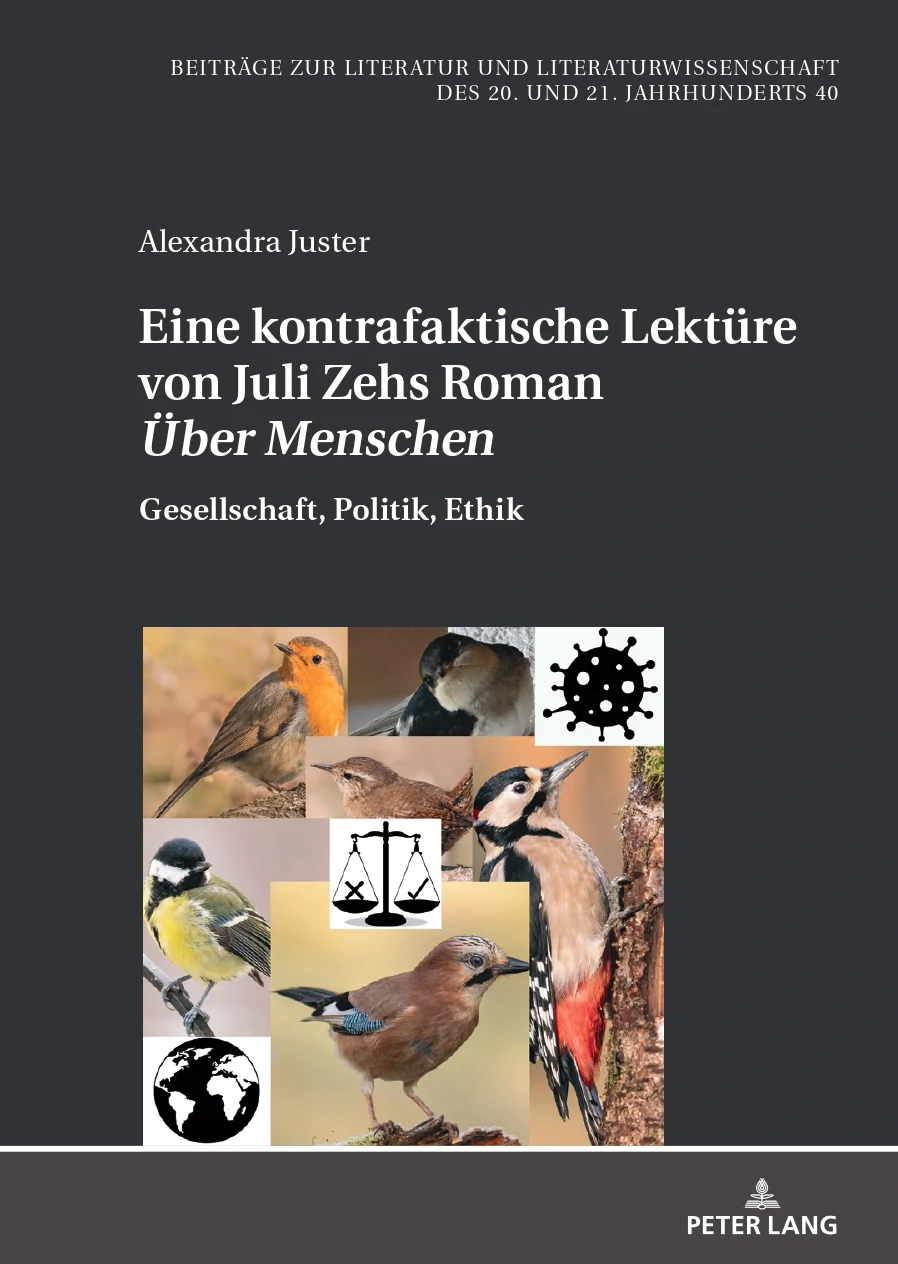 BEITRÄGE ZUR LITERATUR UND LITERATURWISSENSCHAFT
DES 20. UND 21. JAHRHUNDERTS 40
Alexandra Juster
Eine kontrafaktische Lektüre
von Juli Zehs Roman
Über Menschen
Gesellschaft, Politik, Ethik
PETER LANG